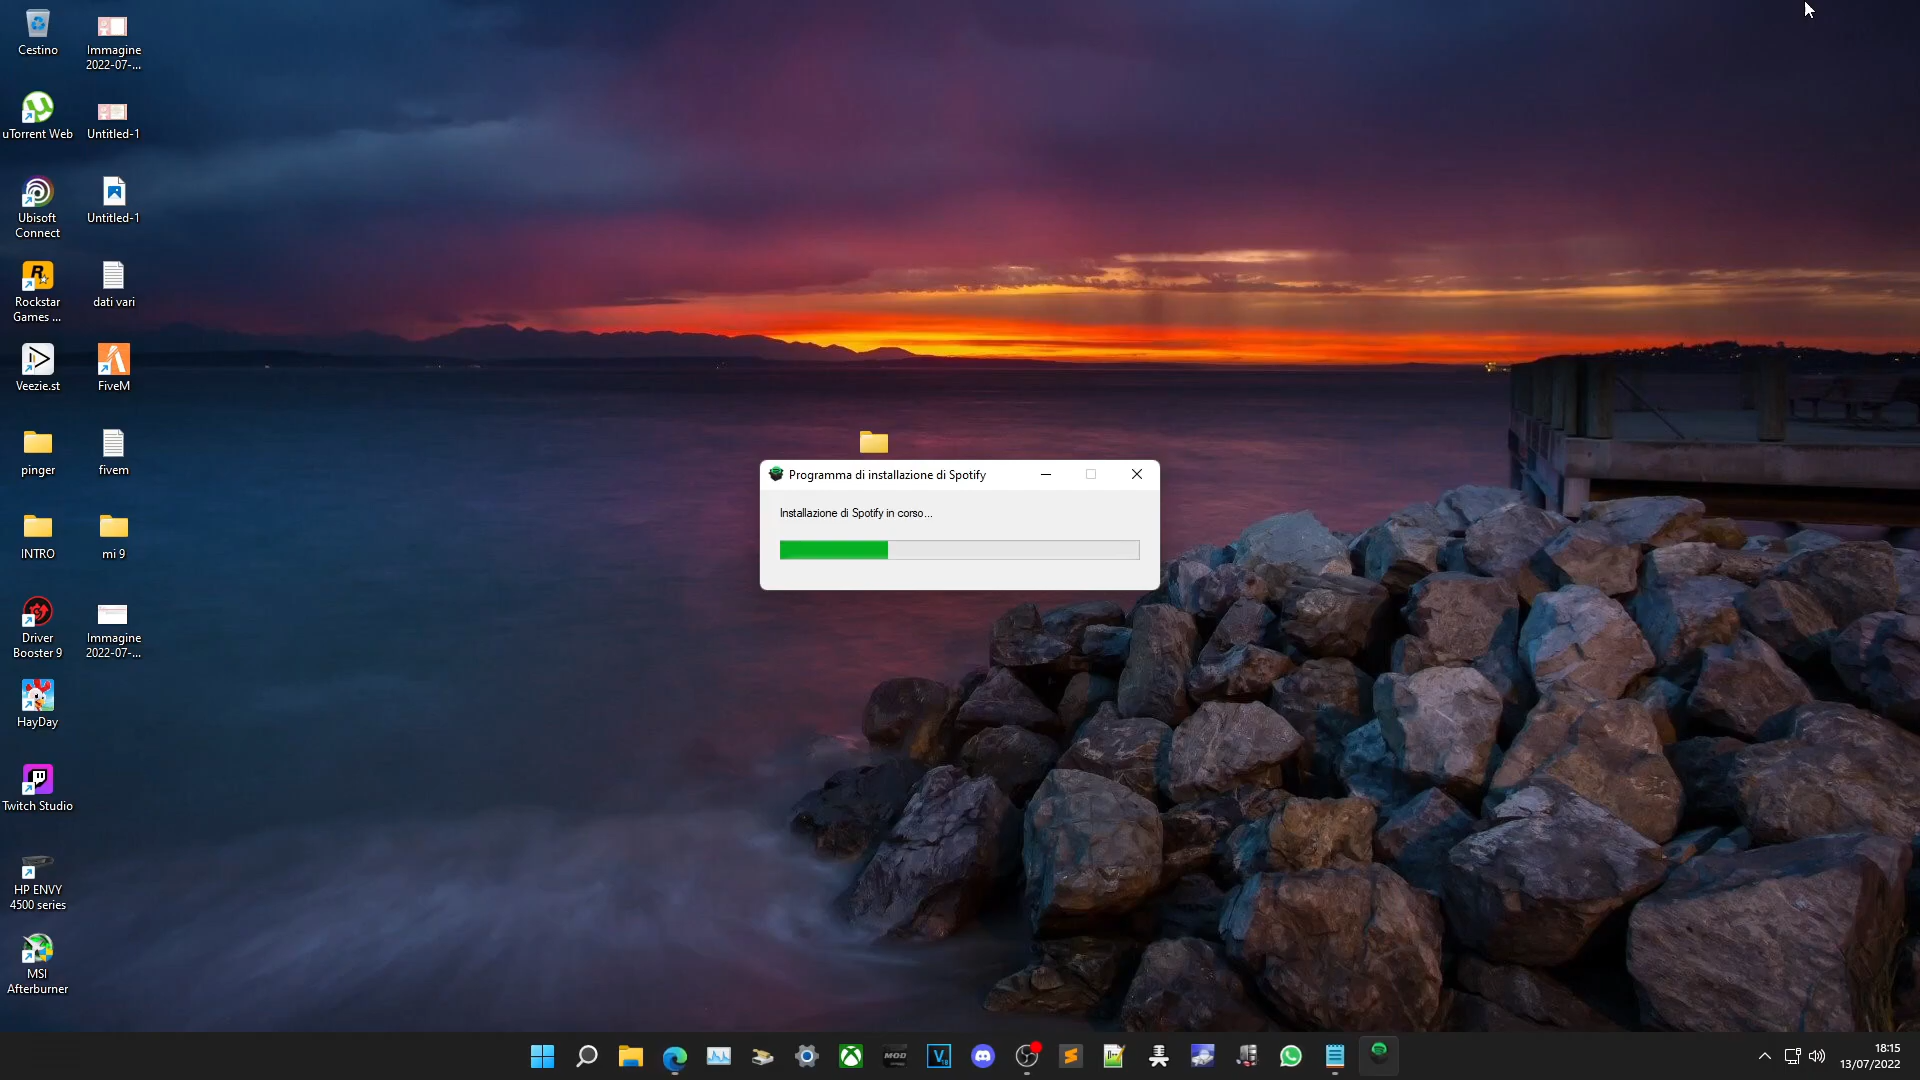 Cestino
Immagine
2022-07-...
uTorrent Web
Untitled-1
Ubisoft
Connect
Untitled-1
Rockstar
Games ...
dati vari
Veezie.st
FiveM
pinger
fivem
INTRO
mi 9
Driver
Booster 9
Immagine
2022-07-...
HayDay
Twitch Studio
HP ENVY
4500 series
MSI
Afterburner
Programma di installazione di Spotify
Installazione di Spotify in corso...
MOD
18:15
13/07/2022